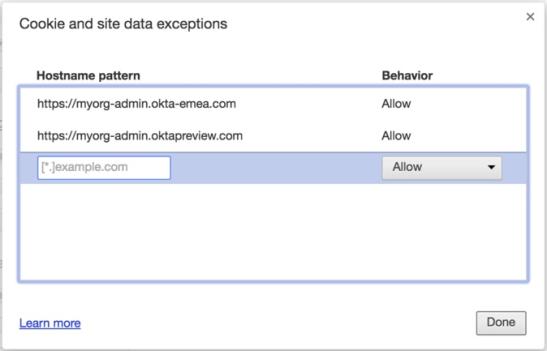 Cookie and site data exceptions
×
Hostname pattern Behavior
https://myorg-admin.okta-emea.com Allow
https://myorg-admin.oktapreview.com Allow
[*.]example.com Allow
Learn more Done